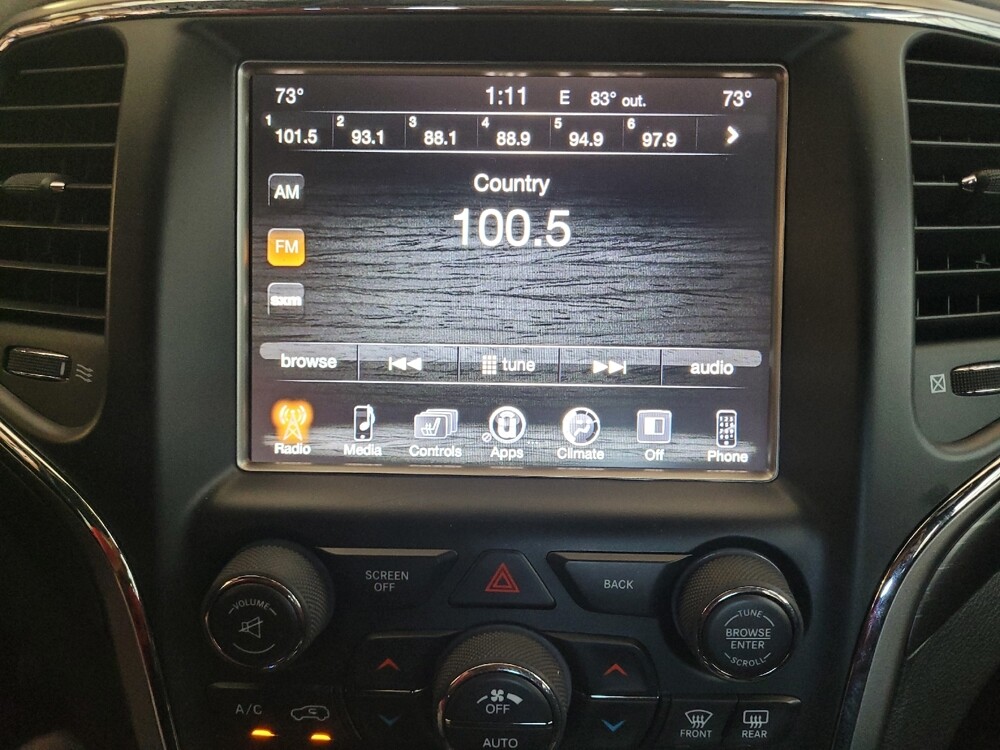 73° 1:11 E 83° out. 73°
1 101.5 2 93.1 3 88.1 4 88.9 5 94.9 6 97.9
Country
AM
100.5
FM
sxm
browse tune audio
Radio Media Controls Apps Climate Off Phone
SCREEN OFF BACK
VOLUME
TUNE
BROWSE
ENTER
SCROLL
A/C OFF FRONT REAR
AUTO